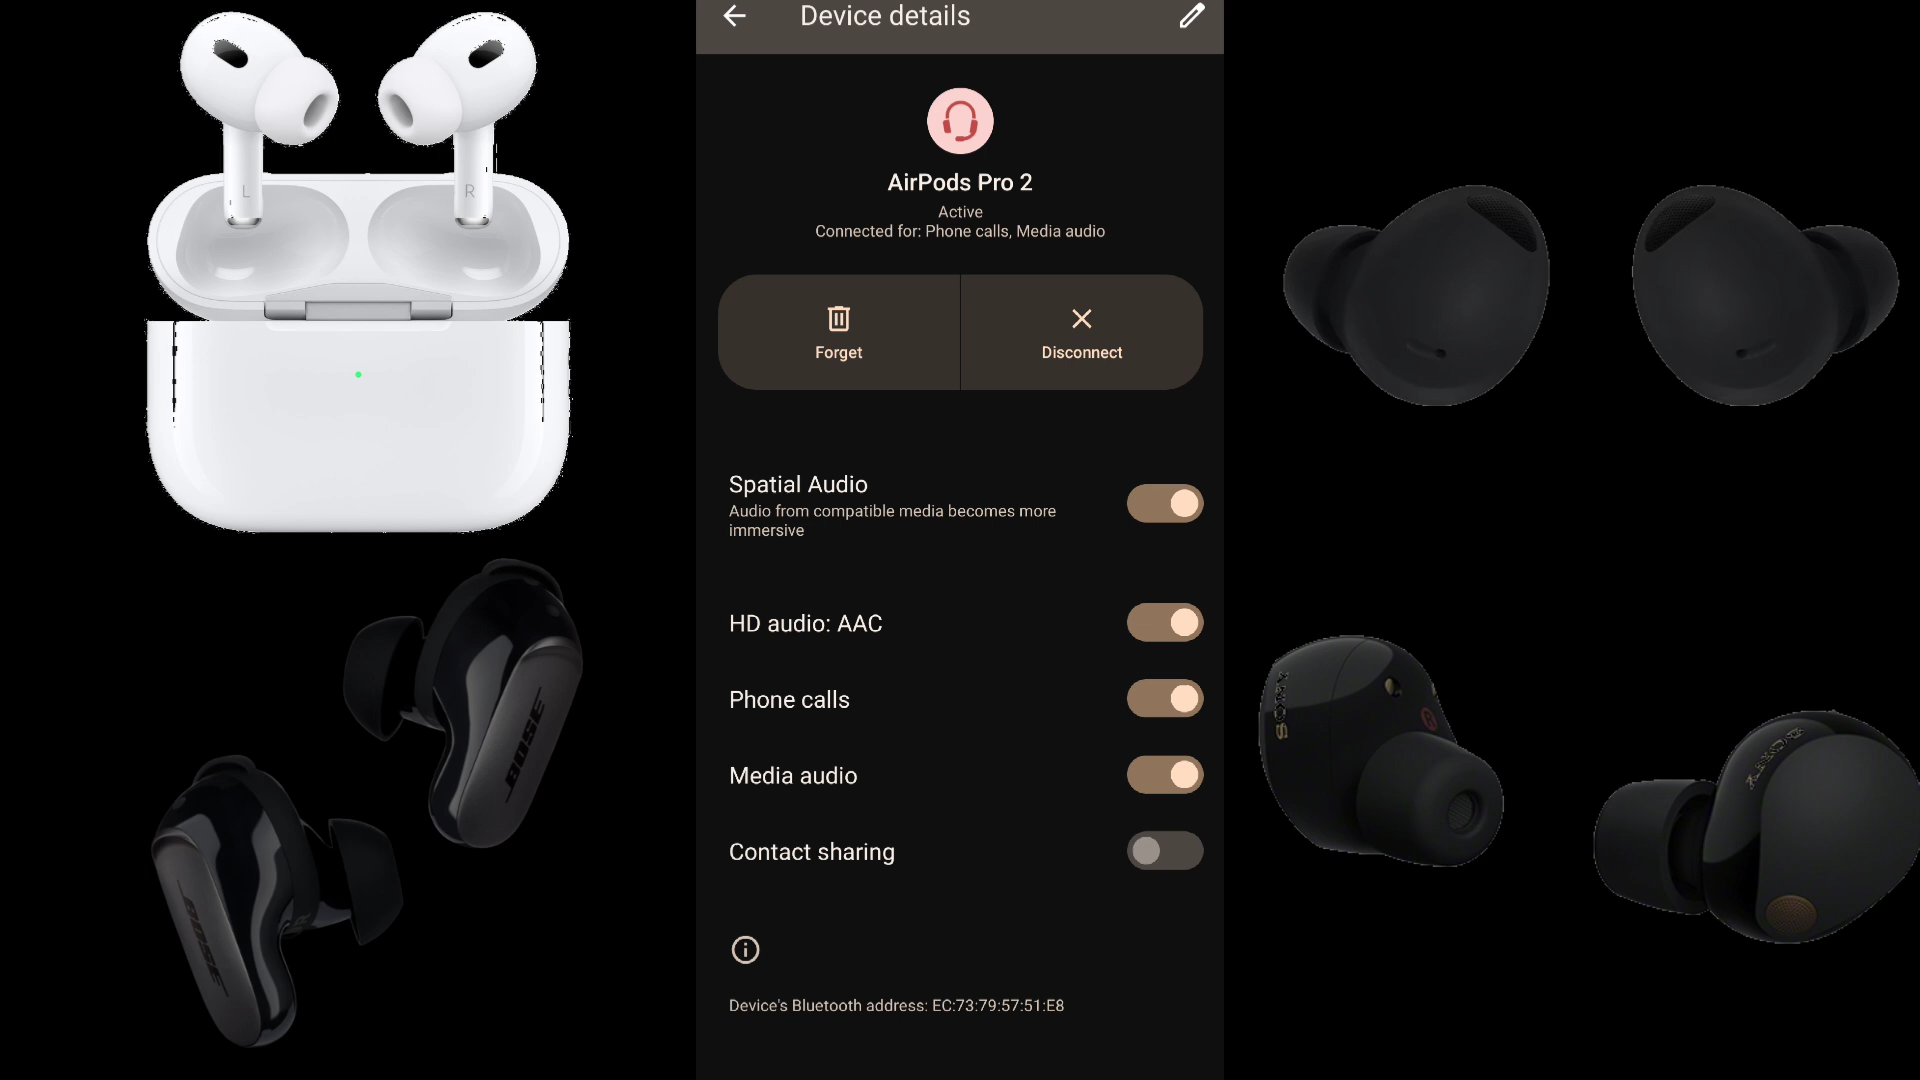 L
R
BOSE
BOSE
Device details
AirPods Pro 2
Active
Connected for: Phone calls, Media audio
Forget
Disconnect
Spatial Audio
Audio from compatible media becomes more
immersive
HD audio: AAC
Phone calls
Media audio
Contact sharing
Device's Bluetooth address: EC:73:79:57:51:E8
SONY
R
SONY